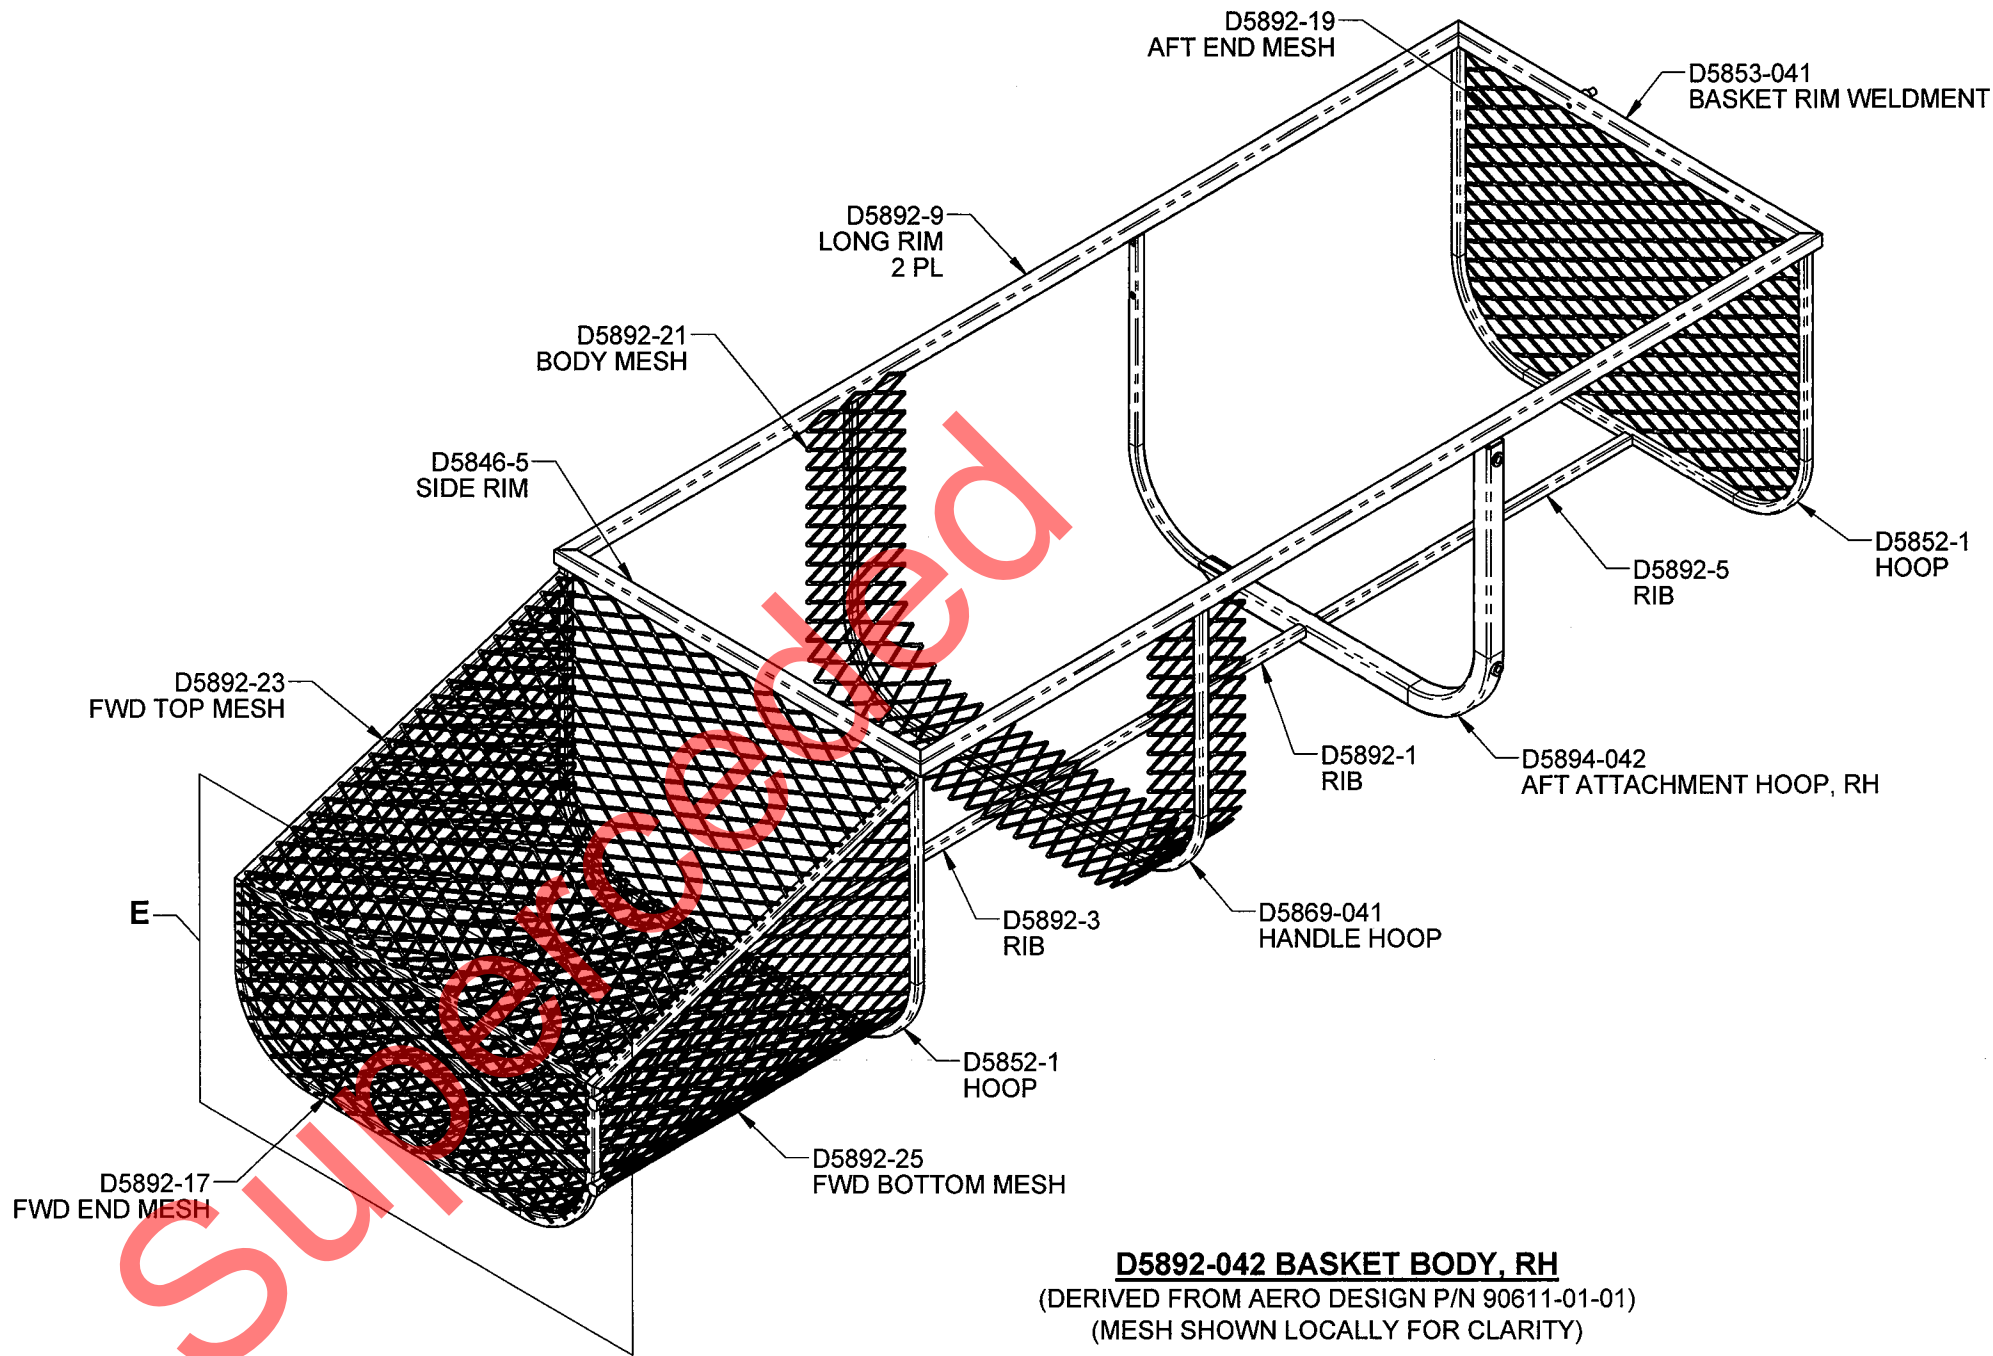 D5892-19
AFT END MESH
D5853-041
BASKET RIM WELDMENT
D5892-9
LONG RIM
2 PL
D5892-21
BODY MESH
D5846-5
SIDE RIM
D5892-23
FWD TOP MESH
E
D5892-17
FWD END MESH
D5852-1
HOOP
D5892-5
RIB
D5894-042
AFT ATTACHMENT HOOP, RH
D5892-1
RIB
D5869-041
HANDLE HOOP
D5892-3
RIB
D5852-1
HOOP
D5892-25
FWD BOTTOM MESH
Superceded
D5892-042 BASKET BODY, RH
(DERIVED FROM AERO DESIGN P/N 90611-01-01)
(MESH SHOWN LOCALLY FOR CLARITY)